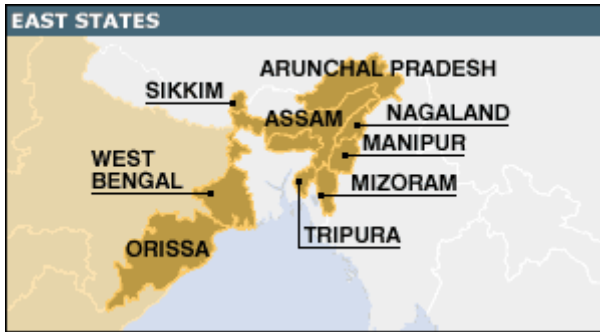 EAST STATES
ARUNCHAL PRADESH
SIKKIM
ASSAM
NAGALAND
MANIPUR
WEST
BENGAL
MIZORAM
ORISSA
TRIPURA